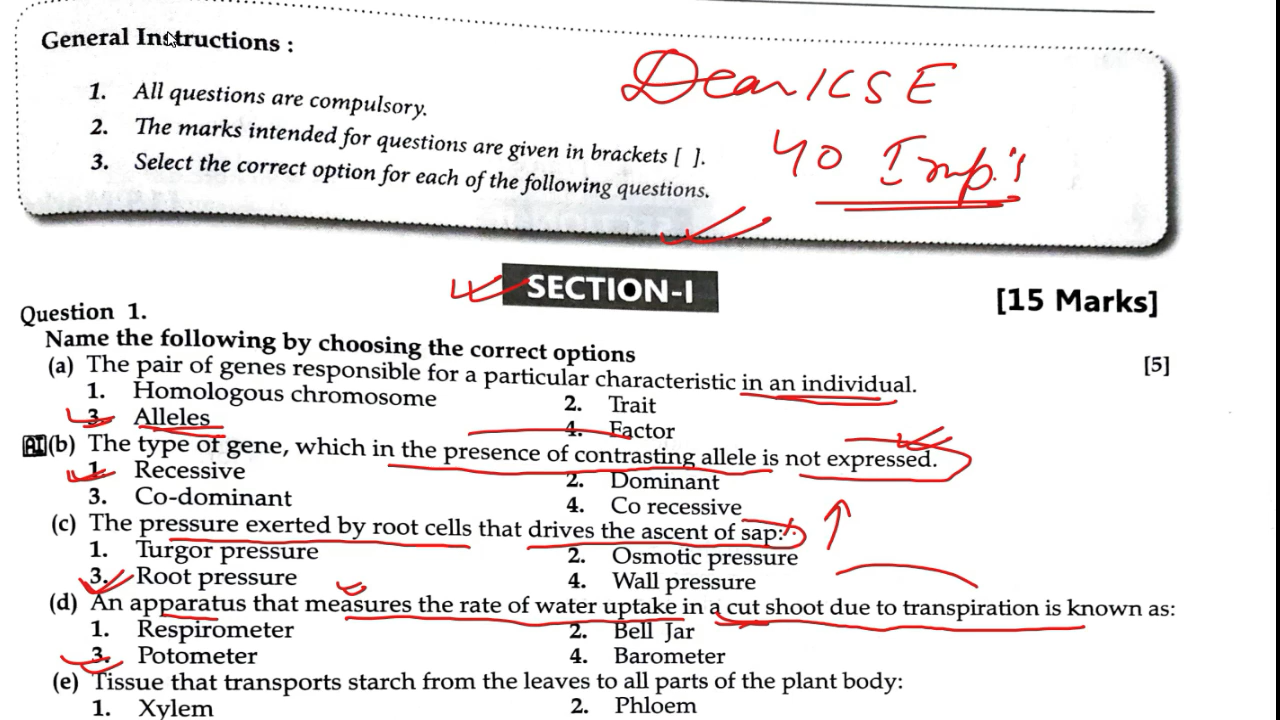 General Instructions :
Dear ICSE
1. All questions are compulsory.
2. The marks intended for questions are given in brackets [ ].
40 Imp.'s
3. Select the correct option for each of the following questions.
SECTION-I
[15 Marks]
Question 1.
Name the following by choosing the correct options [5]
(a) The pair of genes responsible for a particular characteristic in an individual.
1. Homologous chromosome 2. Trait
3. Alleles 4. Factor
AI (b) The type of gene, which in the presence of contrasting allele is not expressed.
1. Recessive 2. Dominant
3. Co-dominant 4. Co recessive
(c) The pressure exerted by root cells that drives the ascent of sap:
1. Turgor pressure 2. Osmotic pressure
3. Root pressure 4. Wall pressure
(d) An apparatus that measures the rate of water uptake in a cut shoot due to transpiration is known as:
1. Respirometer 2. Bell Jar
3. Potometer 4. Barometer
(e) Tissue that transports starch from the leaves to all parts of the plant body:
1. Xylem 2. Phloem